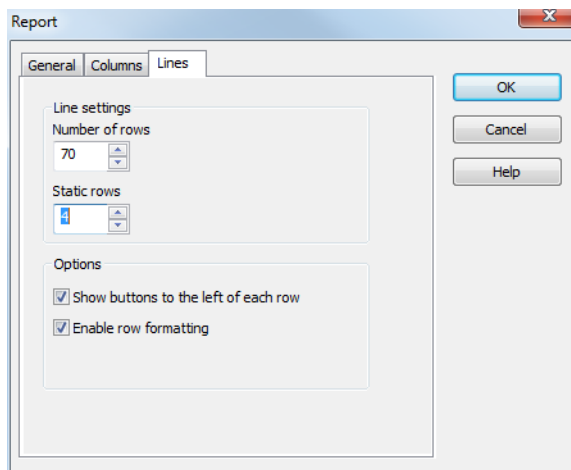 Report
General Columns Lines
OK
Cancel
Help
Line settings
Number of rows
70
Static rows
4
Options
Show buttons to the left of each row
Enable row formatting